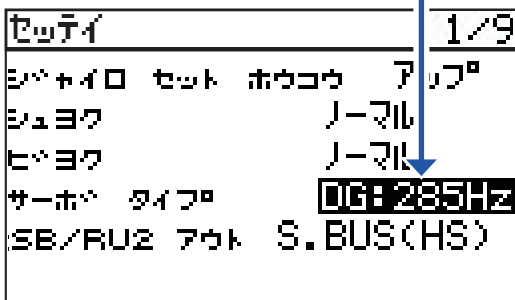 セッテイ 1/9
ジャイロ セット ホウコウ アップ
シュヨク ノーマル
ビヨク ノーマル
サーボ タイプ DG:285Hz
SB/RU2 アウト S.BUS(HS)